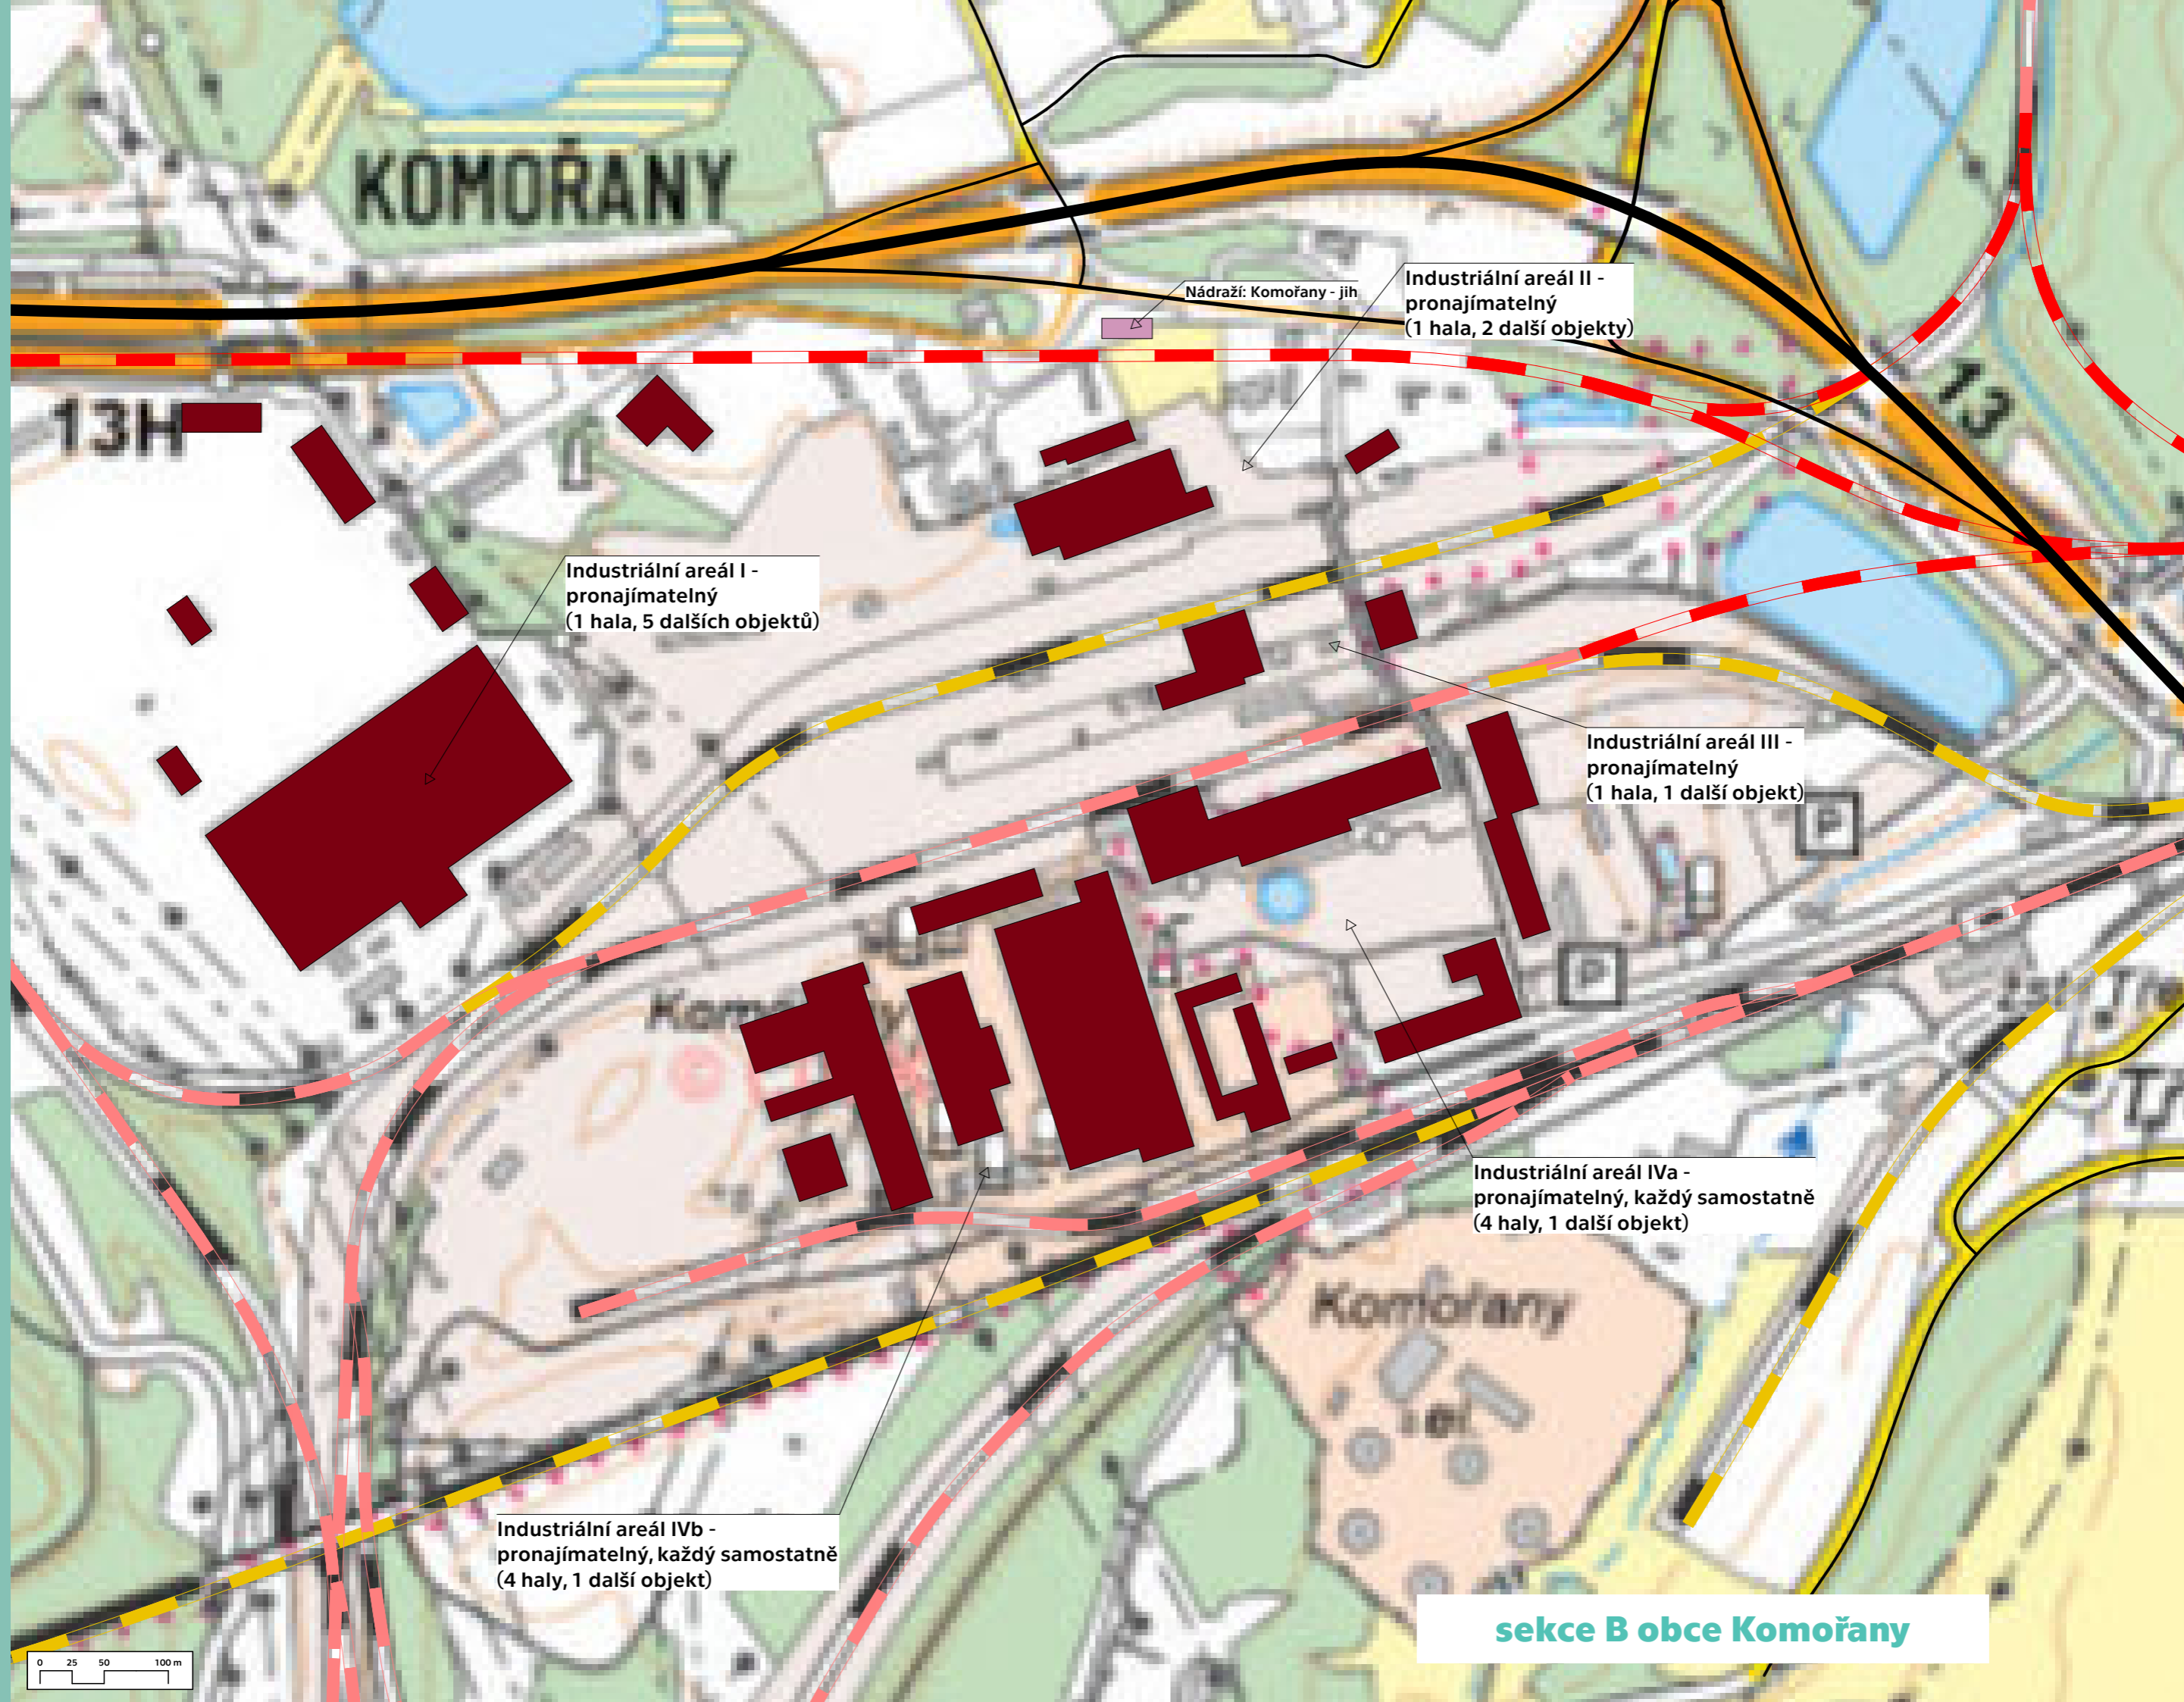 KOMOŘANY
Nádraží: Komořany - jih
Industriální areál II -
pronajímatelný
(1 hala, 2 další objekty)
13H
13
Industriální areál I -
pronajímatelný
(1 hala, 5 dalších objektů)
Industriální areál III -
pronajímatelný
(1 hala, 1 další objekt)
P
P
Industriální areál IVa -
pronajímatelný, každý samostatně
(4 haly, 1 další objekt)
Komořany
el.
Industriální areál IVb -
pronajímatelný, každý samostatně
(4 haly, 1 další objekt)
sekce B obce Komořany
0 25 50 100 m